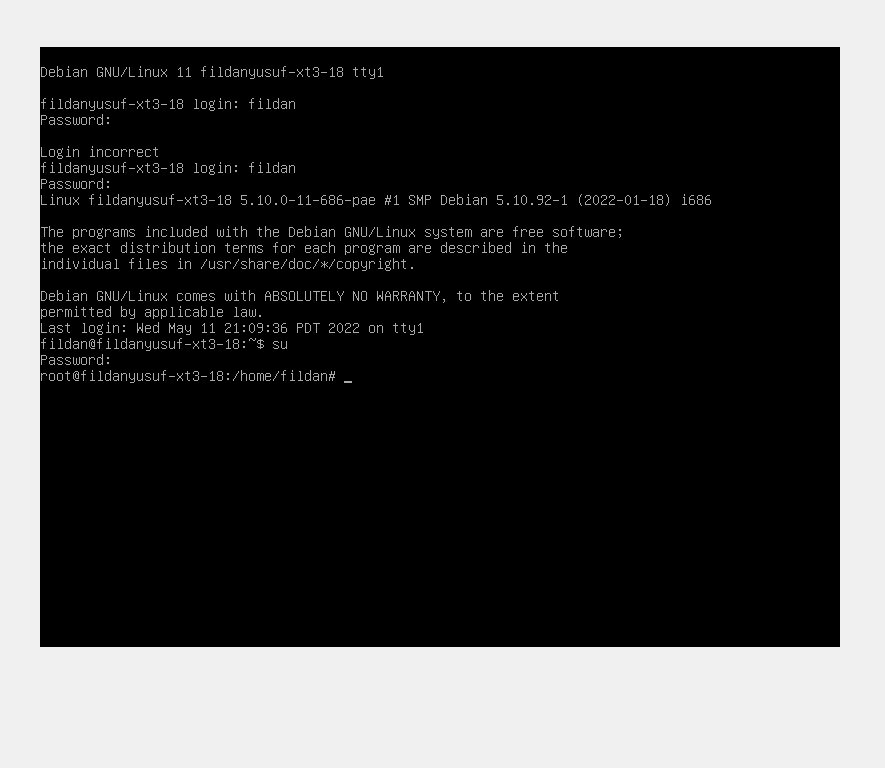 Debian GNU/Linux 11 fildanyusuf-xt3-18 tty1
fildanyusuf-xt3-18 login: fildan
Password:
Login incorrect
fildanyusuf-xt3-18 login: fildan
Password:
Linux fildanyusuf-xt3-18 5.10.0-11-686-pae #1 SMP Debian 5.10.92-1 (2022-01-18) i686
The programs included with the Debian GNU/Linux system are free software;
the exact distribution terms for each program are described in the
individual files in /usr/share/doc/*/copyright.
Debian GNU/Linux comes with ABSOLUTELY NO WARRANTY, to the extent
permitted by applicable law.
Last login: Wed May 11 21:09:36 PDT 2022 on tty1
fildan@fildanyusuf-xt3-18:~$ su
Password:
root@fildanyusuf-xt3-18:/home/fildan# _